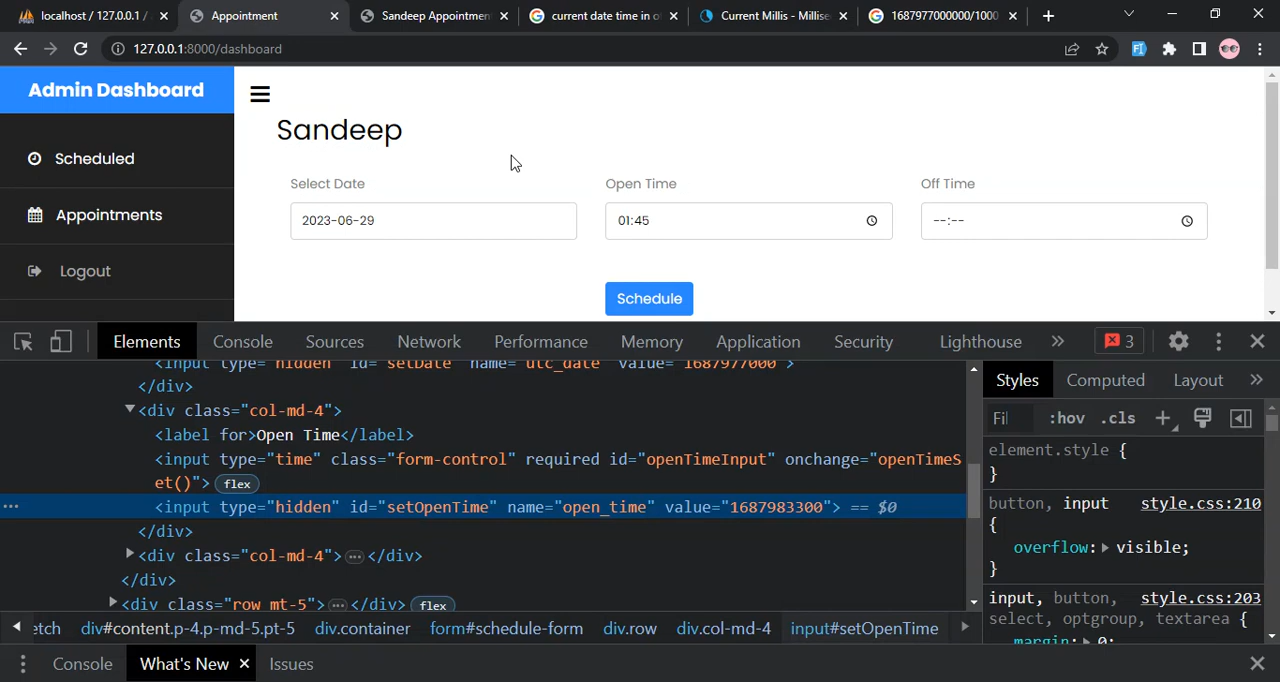 localhost / 127.0.0.1 /
Appointment
Sandeep Appointmen
current date time in o
Current Millis - Millise
1687977000000/1000
127.0.0.1:8000/dashboard
Admin Dashboard
Scheduled
Appointments
Logout
Sandeep
Select Date
Open Time
Off Time
2023-06-29
01:45
--:--
Schedule
Elements
Console
Sources
Network
Performance
Memory
Application
Security
Lighthouse
3
<input type="hidden" id="setDate" name="utc_date" value="1687977000">
</div>
<div class="col-md-4">
<label for>Open Time</label>
<input type="time" class="form-control" required id="openTimeInput" onchange="openTimeS
et()"> flex
<input type="hidden" id="setOpenTime" name="open_time" value="1687983300"> == $0
</div>
<div class="col-md-4"> … </div>
</div>
<div class="row mt-5"> … </div> flex
etch
div#content.p-4.p-md-5.pt-5
div.container
form#schedule-form
div.row
div.col-md-4
input#setOpenTime
Styles
Computed
Layout
Fil
:hov
.cls
element.style {
}
button, input style.css:210
{
overflow: visible;
}
input, button, style.css:203
select, optgroup, textarea {
margin: 0;
Console
What's New
Issues